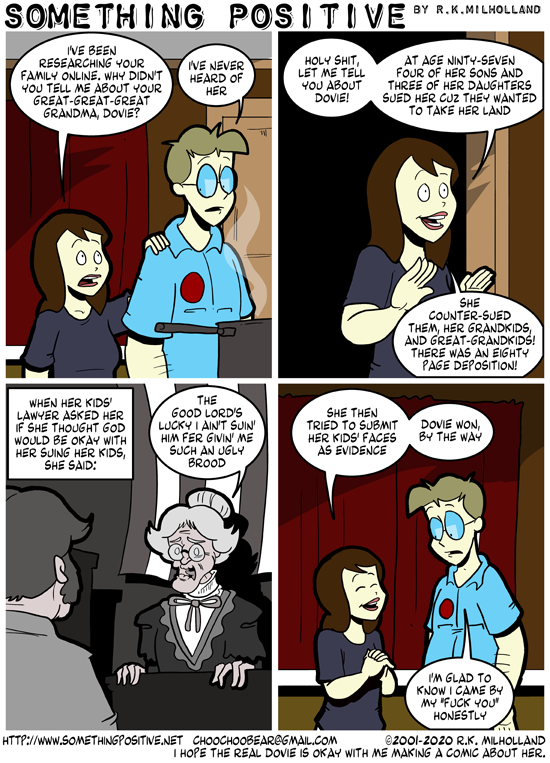 SOMETHING POSITIVE BY R.K.MILHOLLAND
I'VE BEEN
RESEARCHING YOUR
FAMILY ONLINE. WHY DIDN'T
YOU TELL ME ABOUT YOUR
GREAT-GREAT-GREAT
GRANDMA, DOVIE?
I'VE NEVER
HEARD OF
HER
HOLY SHIT,
LET ME TELL
YOU ABOUT
DOVIE!
AT AGE NINTY-SEVEN
FOUR OF HER SONS AND
THREE OF HER DAUGHTERS
SUED HER CUZ THEY WANTED
TO TAKE HER LAND
SHE
COUNTER-SUED
THEM, HER GRANDKIDS,
AND GREAT-GRANDKIDS!
THERE WAS AN EIGHTY
PAGE DEPOSITION!
WHEN HER KIDS'
LAWYER ASKED HER
IF SHE THOUGHT GOD
WOULD BE OKAY WITH
HER SUING HER KIDS,
SHE SAID:
THE
GOOD LORD'S
LUCKY I AIN'T SUIN'
HIM FER GIVIN' ME
SUCH AN UGLY
BROOD
SHE THEN
TRIED TO SUBMIT
HER KIDS' FACES
AS EVIDENCE
DOVIE WON,
BY THE WAY
I'M GLAD TO
KNOW I CAME BY
MY "FUCK YOU"
HONESTLY
HTTP://WWW.SOMETHINGPOSITIVE.NET CHOOCHOOBEAR@GMAIL.COM ©2001-2020 R.K. MILHOLLAND
I HOPE THE REAL DOVIE IS OKAY WITH ME MAKING A COMIC ABOUT HER.